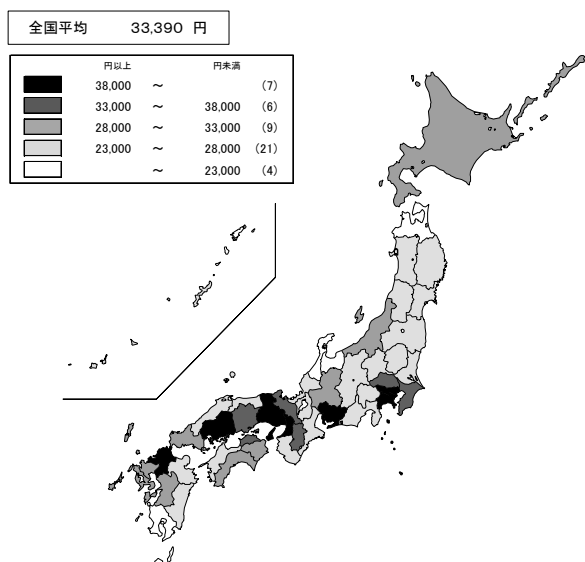 全国平均 33,390 円
円以上 円未満
38,000 ～ (7)
33,000 ～ 38,000 (6)
28,000 ～ 33,000 (9)
23,000 ～ 28,000 (21)
～ 23,000 (4)